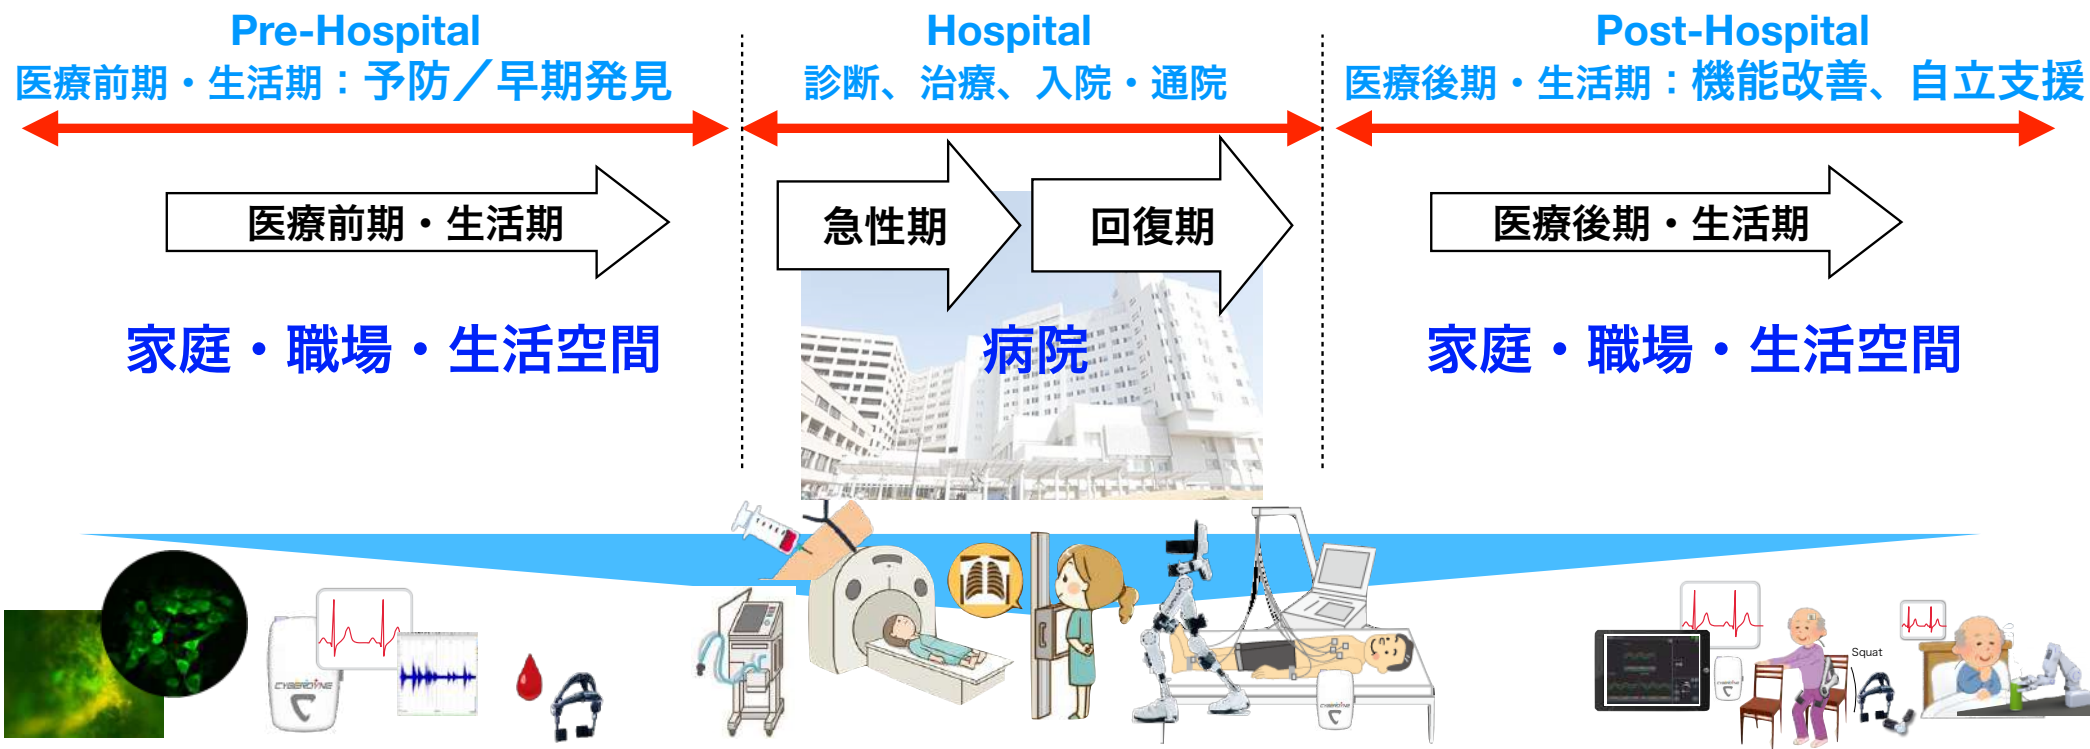 Pre-Hospital
医療前期・生活期：予防／早期発見
Hospital
診断、治療、入院・通院
Post-Hospital
医療後期・生活期：機能改善、自立支援
医療前期・生活期
急性期
回復期
医療後期・生活期
家庭・職場・生活空間
病院
家庭・職場・生活空間
CYBERDYNE
CYBERDYNE
CYBERDYNE
Squat